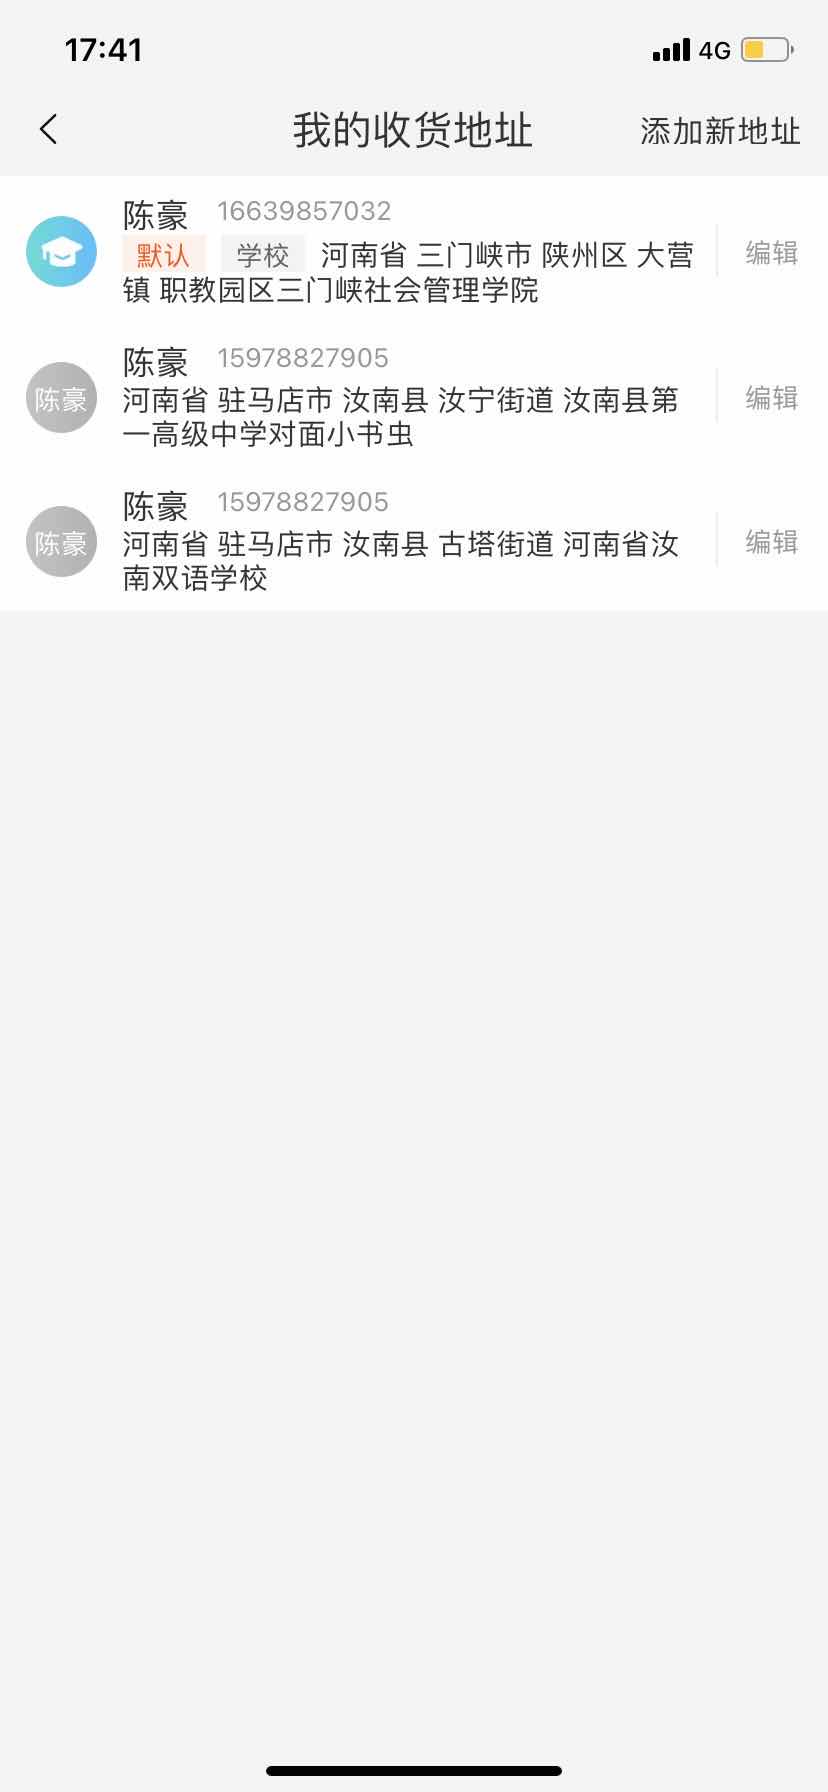 17:41 4G
我的收货地址 添加新地址
陈豪 16639857032
默认 学校 河南省 三门峡市 陕州区 大营
镇 职教园区三门峡社会管理学院
编辑
陈豪
陈豪 15978827905
河南省 驻马店市 汝南县 汝宁街道 汝南县第
一高级中学对面小书虫
编辑
陈豪
陈豪 15978827905
河南省 驻马店市 汝南县 古塔街道 河南省汝
南双语学校
编辑